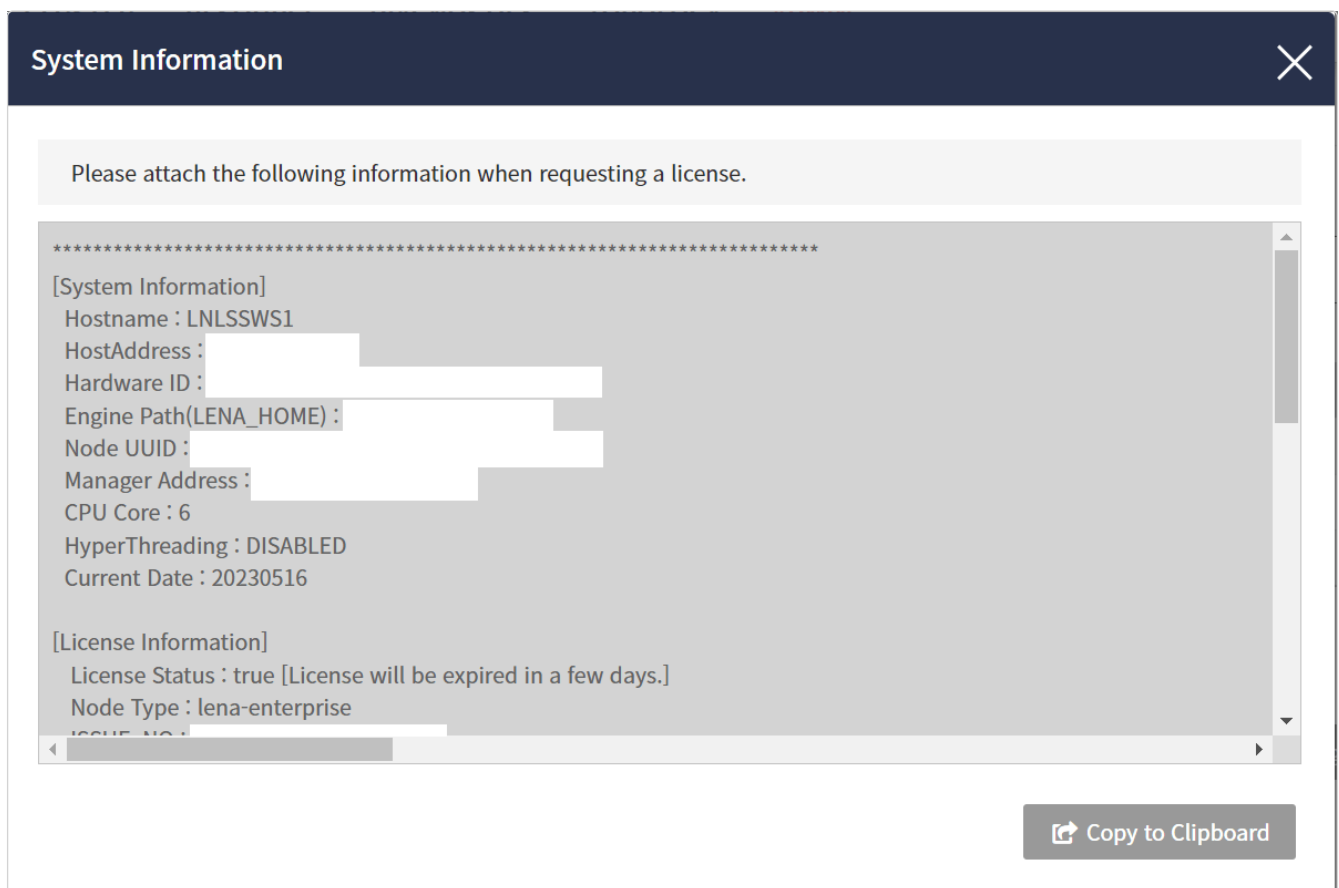 System Information
Please attach the following information when requesting a license.
****************************************************************************
[System Information]
Hostname : LNLSSWS1
HostAddress :
Hardware ID :
Engine Path(LENA_HOME) :
Node UUID :
Manager Address :
CPU Core : 6
HyperThreading : DISABLED
Current Date : 20230516
[License Information]
License Status : true [License will be expired in a few days.]
Node Type : lena-enterprise
Copy to Clipboard